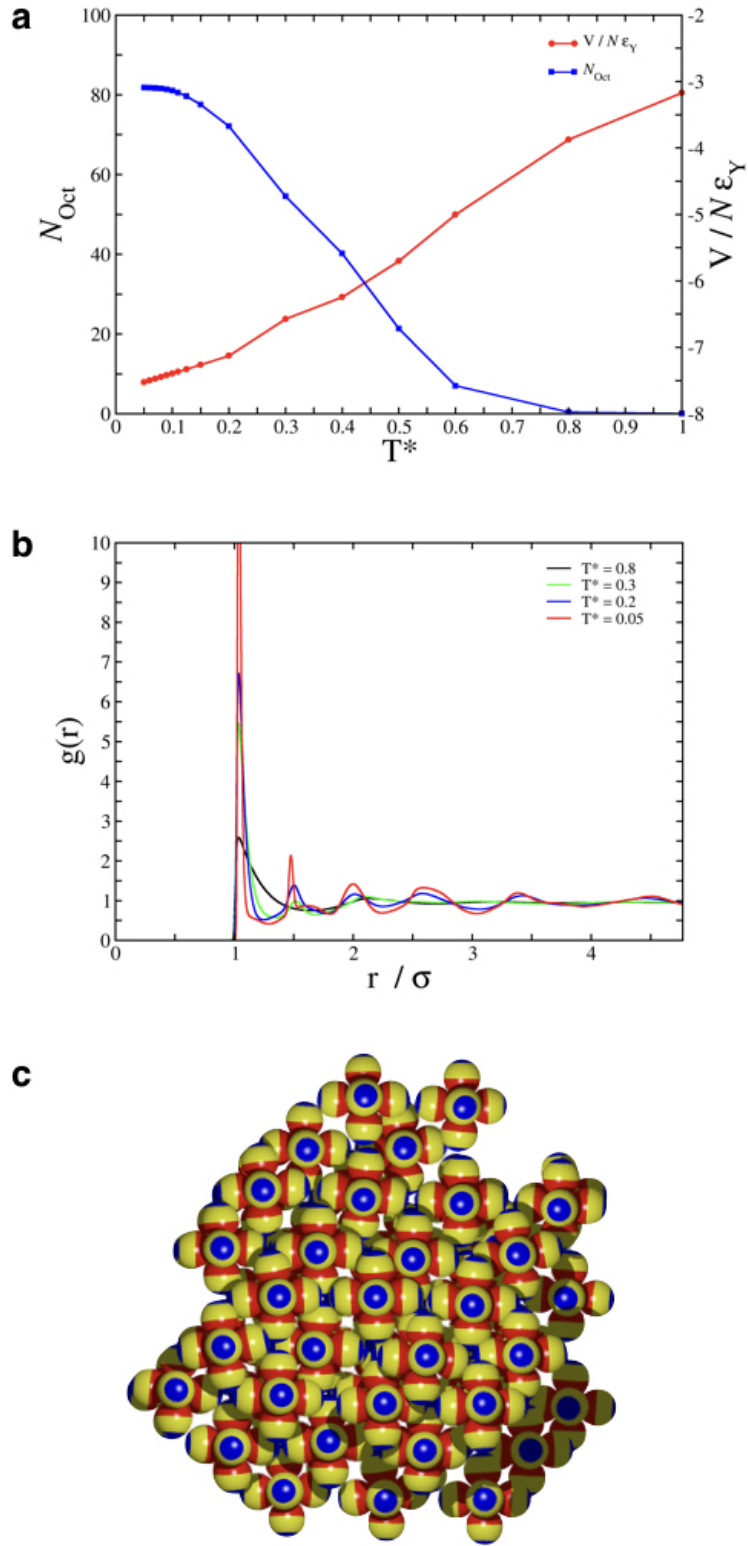 a
100
80
60
40
20
0
N_Oct
V / N ε_Y
N_Oct
-2
-3
-4
-5
-6
-7
-8
V / N ε_Y
0 0.1 0.2 0.3 0.4 0.5 0.6 0.7 0.8 0.9 1
T*
b
10
9
8
7
6
5
4
3
2
1
0
g(r)
T* = 0.8
T* = 0.3
T* = 0.2
T* = 0.05
0 1 2 3 4
r / σ
c